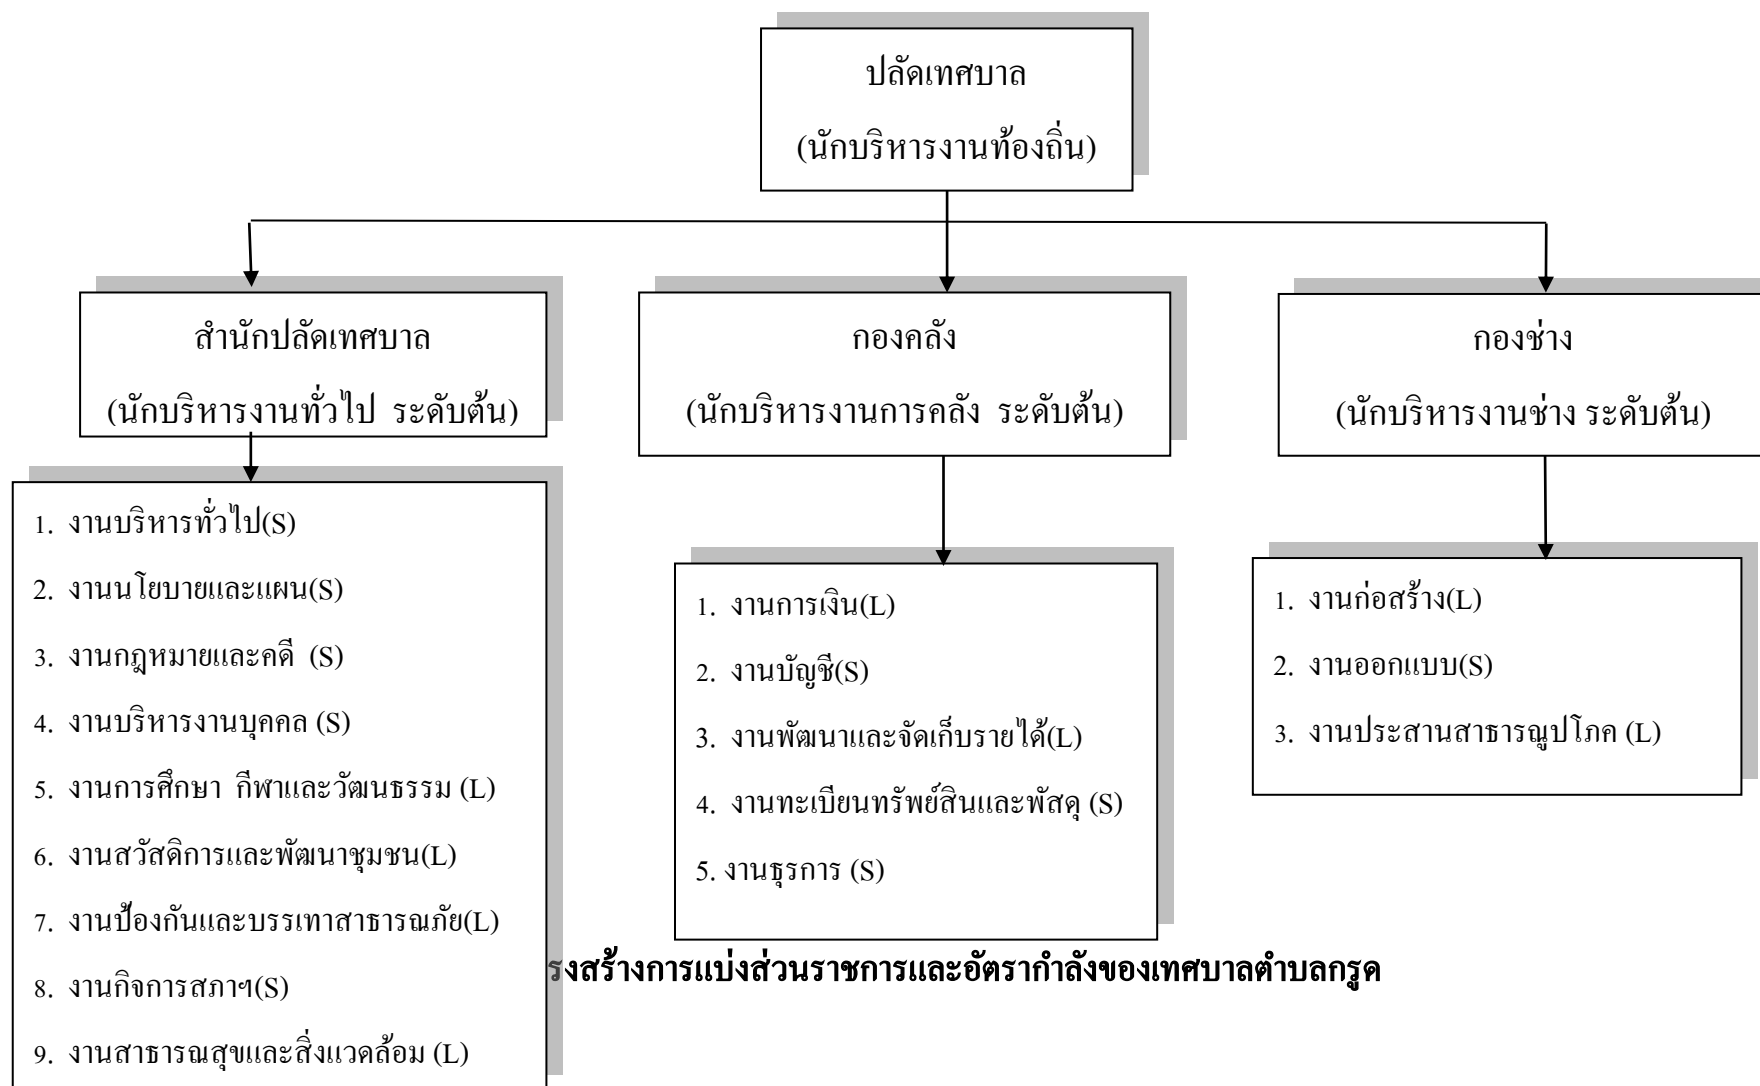 ปลัดเทศบาล
(นักบริหารงานท้องถิ่น)
สำนักปลัดเทศบาล
(นักบริหารงานทั่วไป ระดับต้น)
กองคลัง
(นักบริหารงานการคลัง ระดับต้น)
กองช่าง
(นักบริหารงานช่าง ระดับต้น)
1. งานบริหารทั่วไป(S)
2. งานนโยบายและแผน(S)
3. งานกฎหมายและคดี (S)
4. งานบริหารงานบุคคล (S)
5. งานการศึกษา กีฬาและวัฒนธรรม (L)
6. งานสวัสดิการและพัฒนาชุมชน(L)
7. งานป้องกันและบรรเทาสาธารณภัย(L)
8. งานกิจการสภาฯ(S)
9. งานสาธารณสุขและสิ่งแวดล้อม (L)
1. งานการเงิน(L)
2. งานบัญชี(S)
3. งานพัฒนาและจัดเก็บรายได้(L)
4. งานทะเบียนทรัพย์สินและพัสดุ (S)
5. งานธุรการ (S)
1. งานก่อสร้าง(L)
2. งานออกแบบ(S)
3. งานประสานสาธารณูปโภค (L)
รงสร้างการแบ่งส่วนราชการและอัตรากำลังของเทศบาลตำบลกรูด